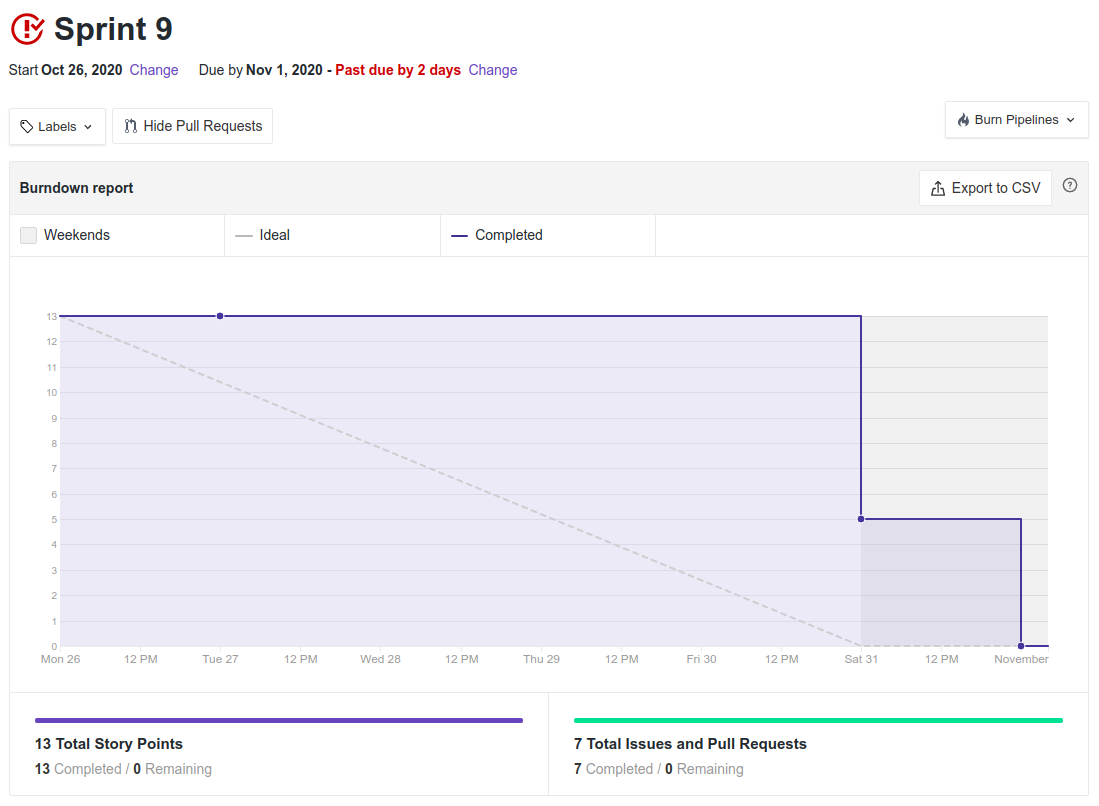 Sprint 9
Start Oct 26, 2020 Change Due by Nov 1, 2020 - Past due by 2 days Change
Labels Hide Pull Requests Burn Pipelines
Burndown report Export to CSV ?
Weekends Ideal Completed
13
12
11
10
9
8
7
6
5
4
3
2
1
0
Mon 26 12 PM Tue 27 12 PM Wed 28 12 PM Thu 29 12 PM Fri 30 12 PM Sat 31 12 PM November
13 Total Story Points
13 Completed / 0 Remaining
7 Total Issues and Pull Requests
7 Completed / 0 Remaining